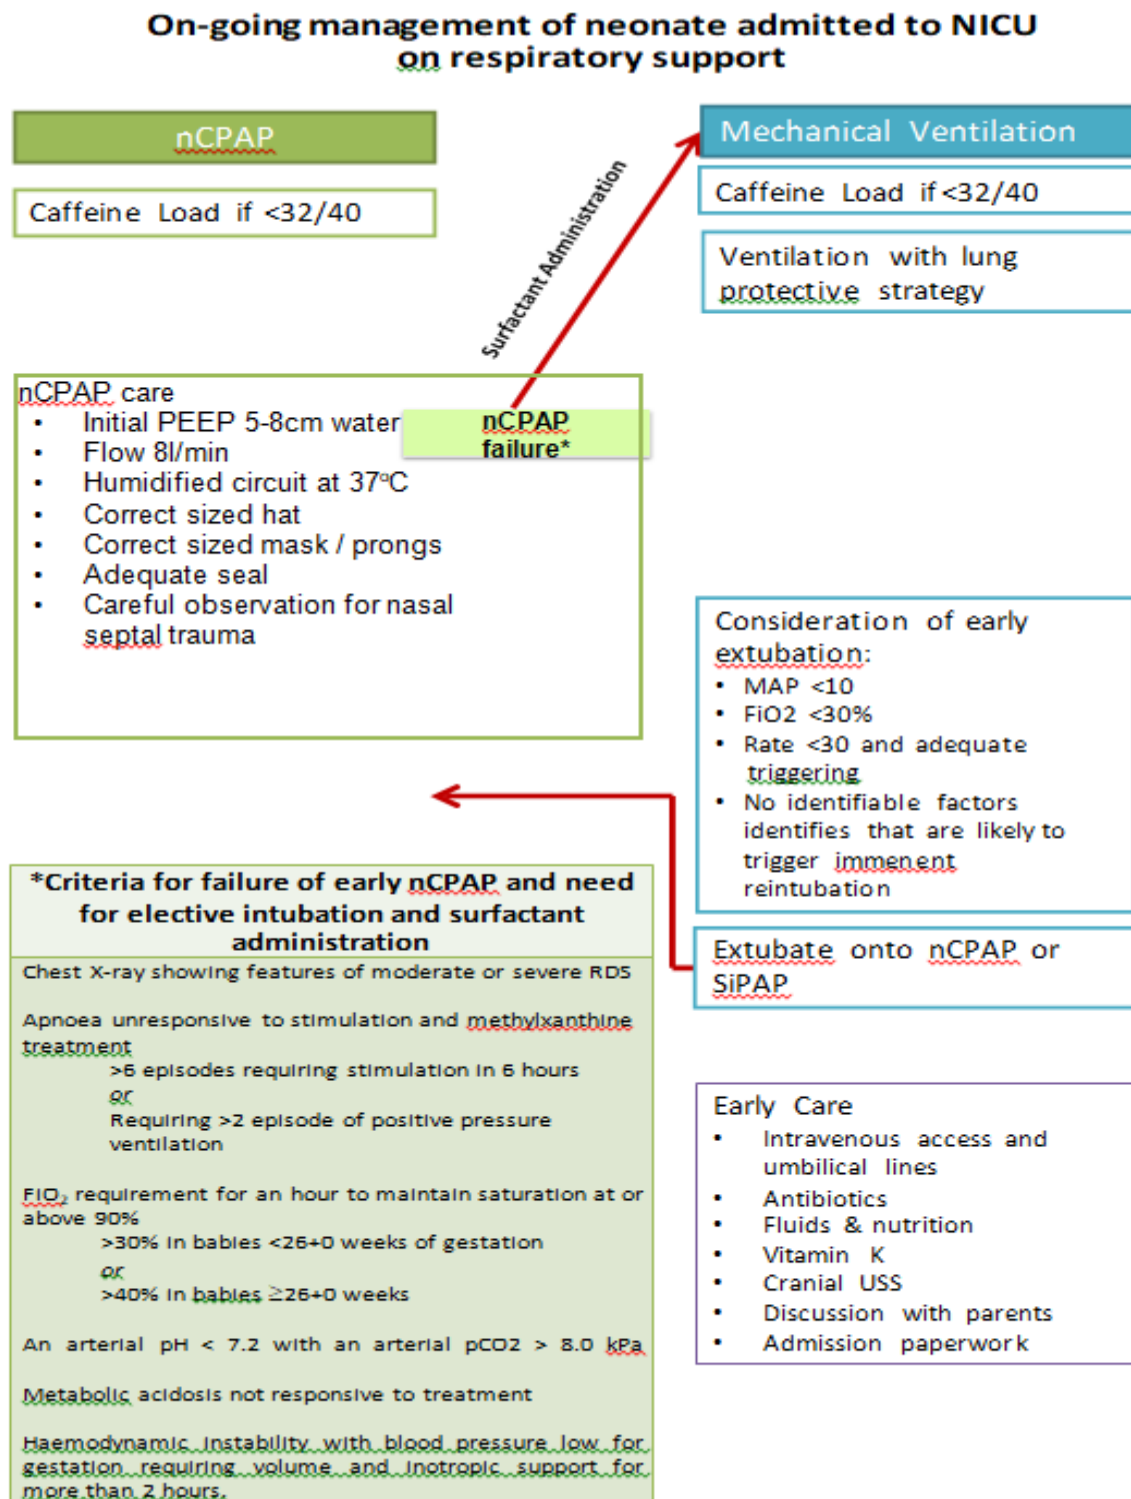 On-going management of neonate admitted to NICU
on respiratory support
nCPAP
Caffeine Load if <32/40
Surfactant Administration
Mechanical Ventilation
Caffeine Load if <32/40
Ventilation with lung
protective strategy
nCPAP care
• Initial PEEP 5-8cm water
• Flow 8l/min
• Humidified circuit at 37°C
• Correct sized hat
• Correct sized mask / prongs
• Adequate seal
• Careful observation for nasal
septal trauma
nCPAP
failure*
Consideration of early
extubation:
• MAP <10
• FiO2 <30%
• Rate <30 and adequate
triggering
• No identifiable factors
identifies that are likely to
trigger immenent
reintubation
Extubate onto nCPAP or
SiPAP
*Criteria for failure of early nCPAP and need
for elective intubation and surfactant
administration
Chest X-ray showing features of moderate or severe RDS
Apnoea unresponsive to stimulation and methylxanthine
treatment
>6 episodes requiring stimulation in 6 hours
or
Requiring >2 episode of positive pressure
ventilation
FiO₂ requirement for an hour to maintain saturation at or
above 90%
>30% in babies <26+0 weeks of gestation
or
>40% in babies ≥26+0 weeks
An arterial pH < 7.2 with an arterial pCO2 > 8.0 kPa
Metabolic acidosis not responsive to treatment
Haemodynamic instability with blood pressure low for
gestation requiring volume and inotropic support for
more than 2 hours.
Early Care
• Intravenous access and
umbilical lines
• Antibiotics
• Fluids & nutrition
• Vitamin K
• Cranial USS
• Discussion with parents
• Admission paperwork